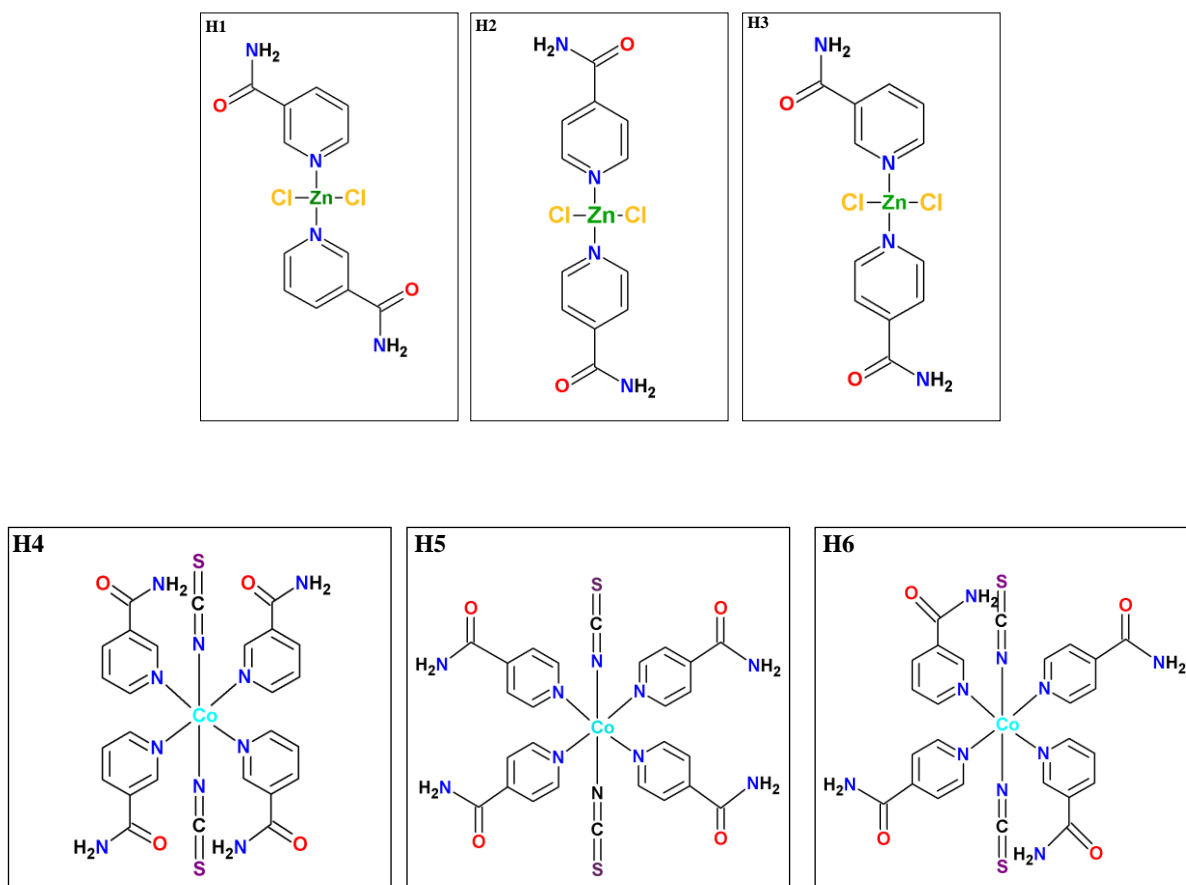 H1
NH2
O
N
Cl Zn Cl
N
O
NH2
H2
H2N
O
N
Cl Zn Cl
N
O
NH2
H3
NH2
O
N
Cl Zn Cl
N
O
NH2
H4
S
O NH2 O NH2
C
N
N N
Co
N N
N
C
H2N O H2N O
S
H5
S
O O
C
H2N N NH2
N N
Co
N N
H2N N NH2
C
O O
S
H6
S
O NH2 O
C
N NH2
N N
Co
N N
H2N N
C
O H2N O
S